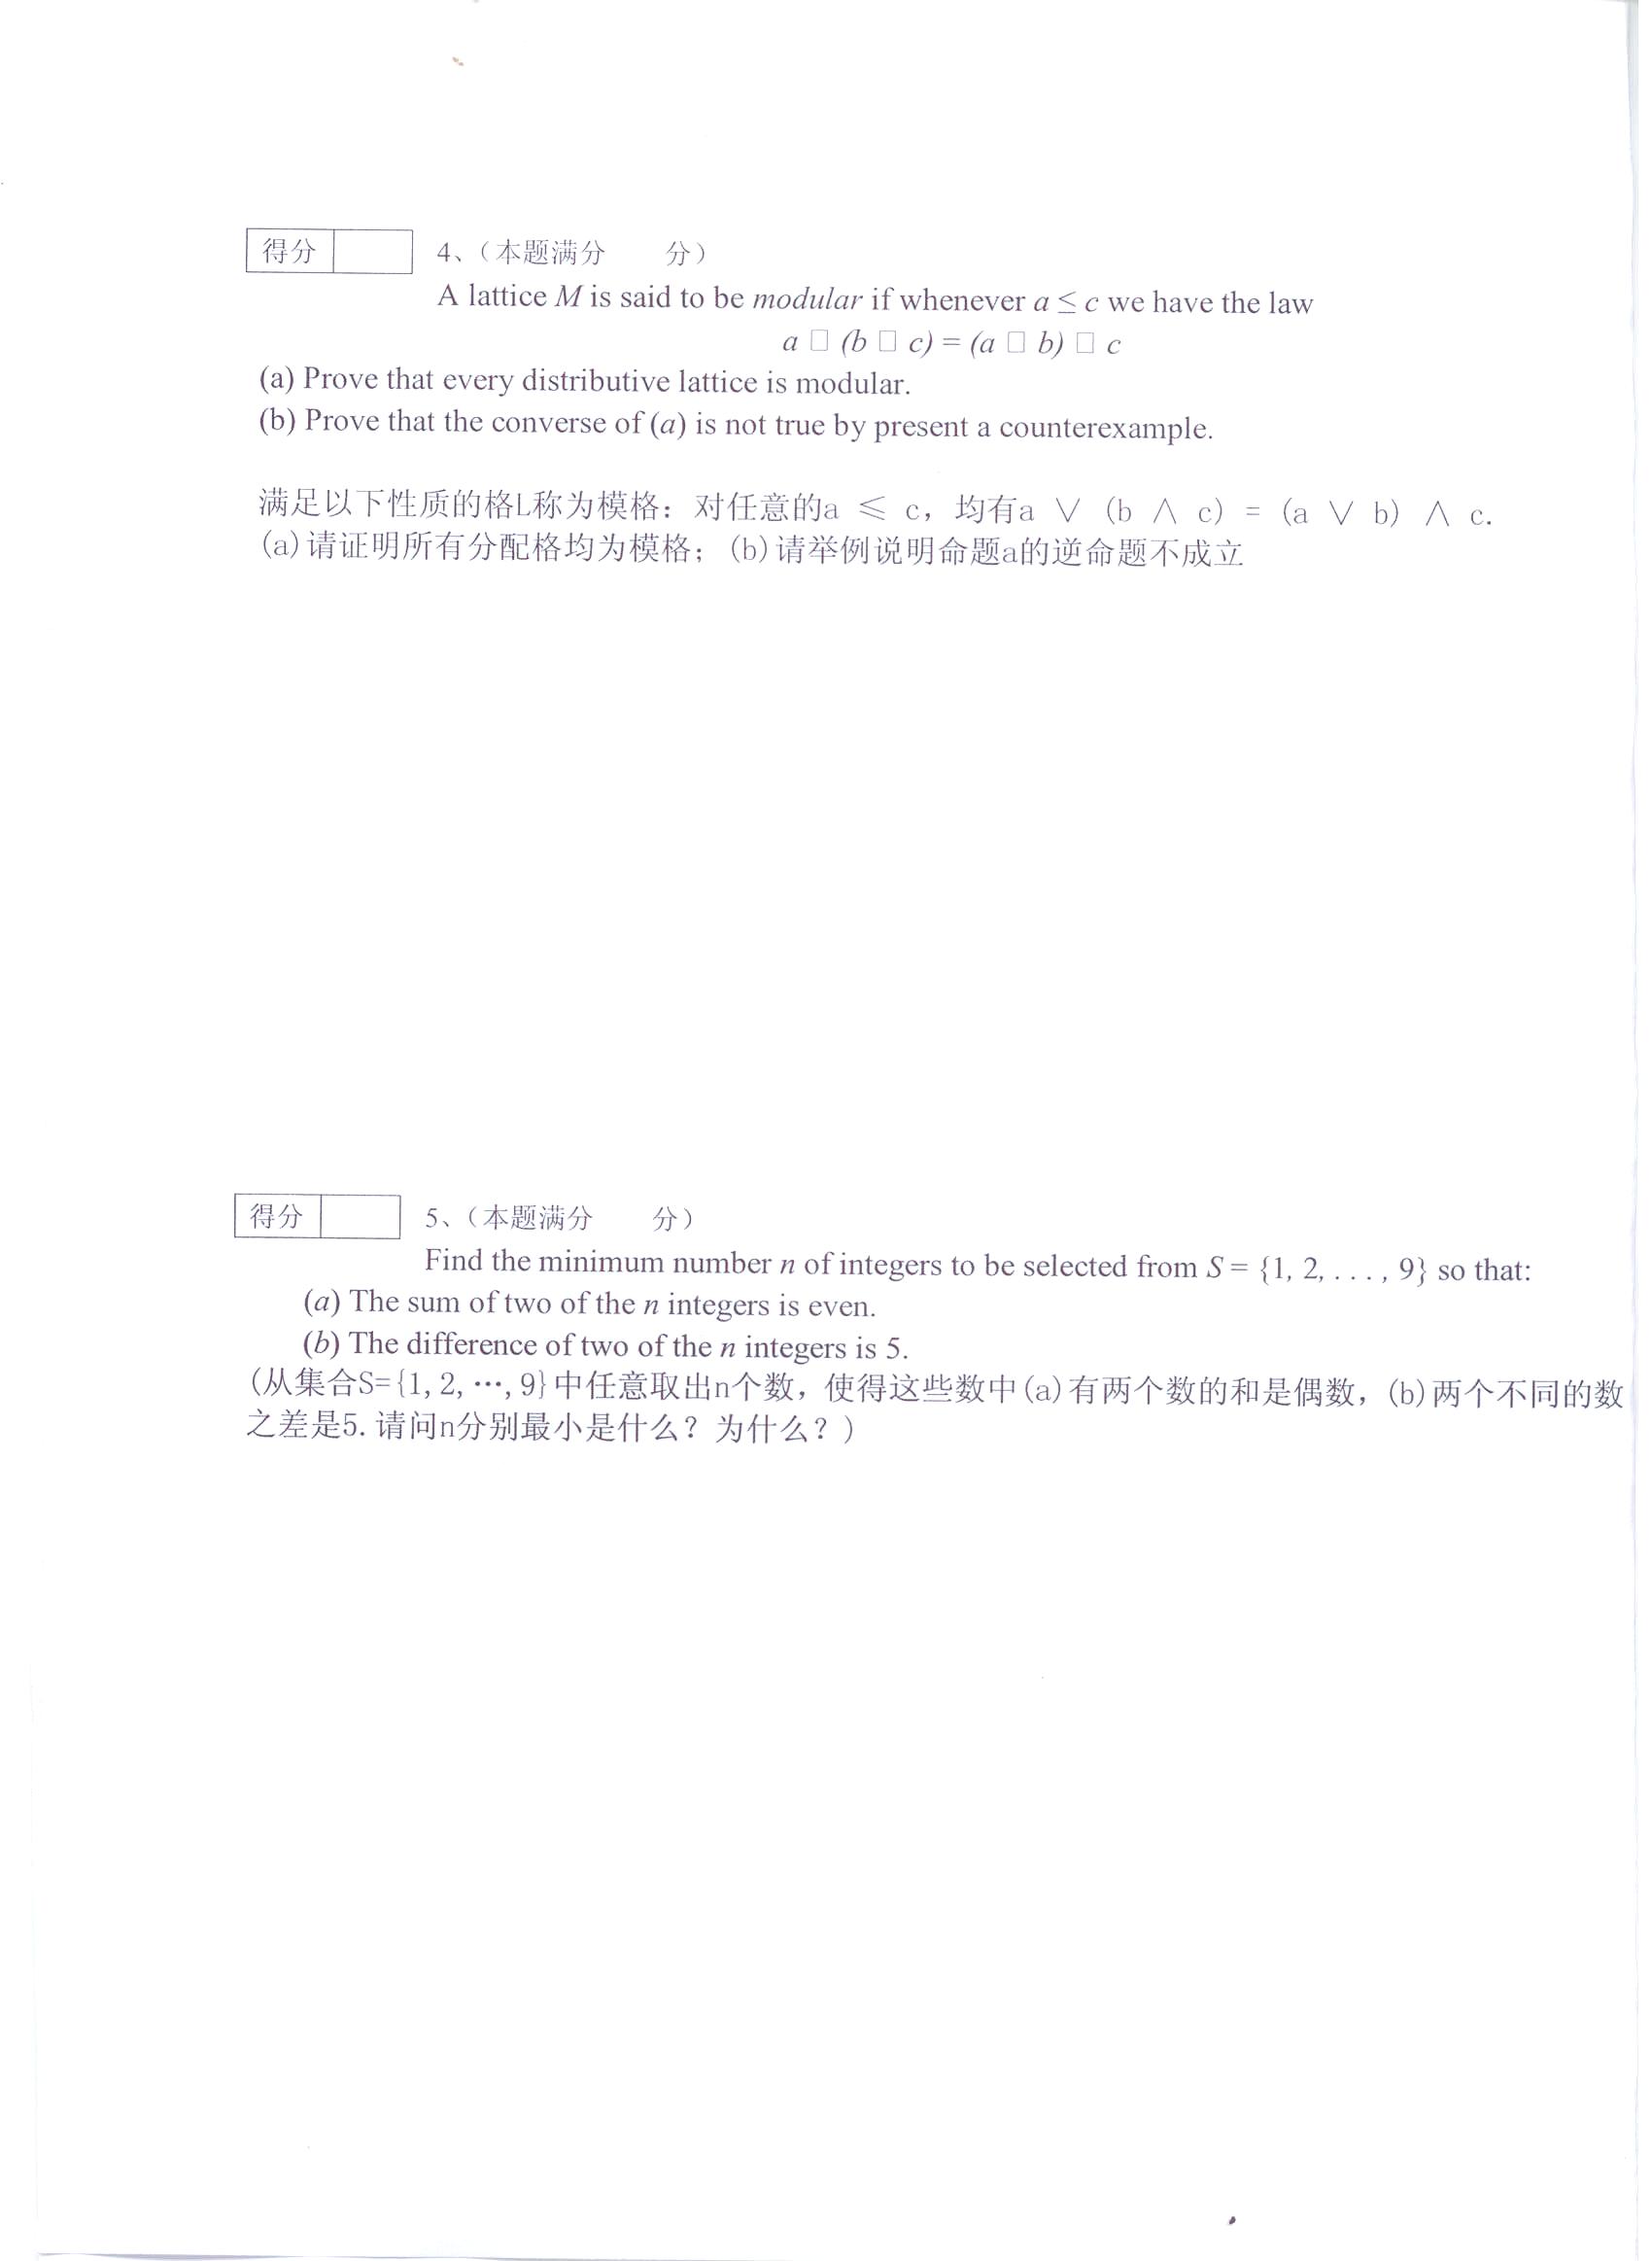 得分 4、（本题满分 分）
A lattice M is said to be modular if whenever a ≤ c we have the law
a □ (b □ c) = (a □ b) □ c
(a) Prove that every distributive lattice is modular.
(b) Prove that the converse of (a) is not true by present a counterexample.
满足以下性质的格L称为模格：对任意的a ⩽ c，均有a ∨ (b ∧ c) = (a ∨ b) ∧ c.
(a)请证明所有分配格均为模格；(b)请举例说明命题a的逆命题不成立
得分 5、（本题满分 分）
Find the minimum number n of integers to be selected from S = {1, 2, . . . , 9} so that:
(a) The sum of two of the n integers is even.
(b) The difference of two of the n integers is 5.
(从集合S={1, 2, …, 9}中任意取出n个数，使得这些数中(a)有两个数的和是偶数，(b)两个不同的数
之差是5. 请问n分别最小是什么？为什么？)